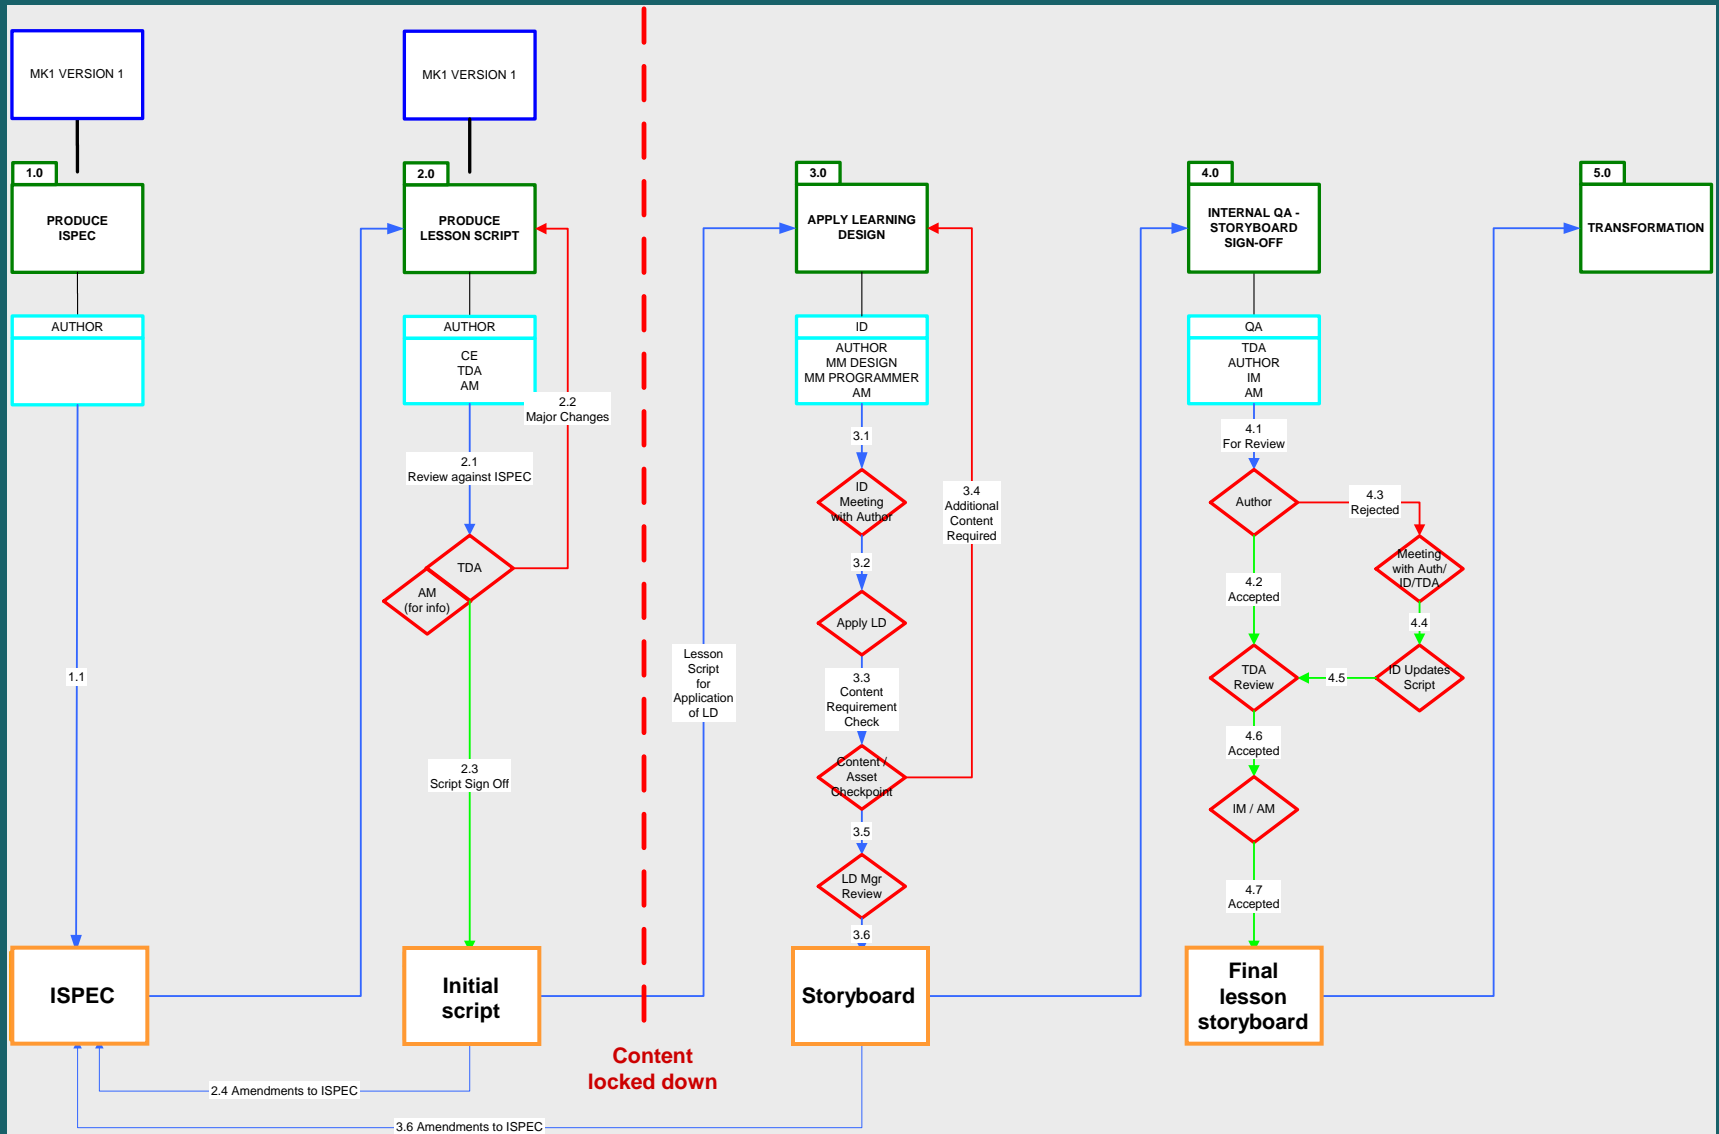 MK1 VERSION 1
MK1 VERSION 1
1.0
PRODUCE
ISPEC
2.0
PRODUCE
LESSON SCRIPT
3.0
APPLY LEARNING
DESIGN
4.0
INTERNAL QA -
STORYBOARD
SIGN-OFF
5.0
TRANSFORMATION
AUTHOR
AUTHOR
CE
TDA
AM
ID
AUTHOR
MM DESIGN
MM PROGRAMMER
AM
QA
TDA
AUTHOR
IM
AM
2.2
Major Changes
2.1
Review against ISPEC
TDA
AM
(for info)
1.1
2.3
Script Sign Off
Lesson
Script
for
Application
of LD
3.1
ID
Meeting
with Author
3.2
Apply LD
3.3
Content
Requirement
Check
3.4
Additional
Content
Required
Content /
Asset
Checkpoint
3.5
LD Mgr
Review
3.6
4.1
For Review
Author
4.3
Rejected
Meeting
with Auth/
ID/TDA
4.2
Accepted
4.4
TDA
Review
4.5
ID Updates
Script
4.6
Accepted
IM / AM
4.7
Accepted
ISPEC
Initial
script
Storyboard
Final
lesson
storyboard
Content
locked down
2.4 Amendments to ISPEC
3.6 Amendments to ISPEC